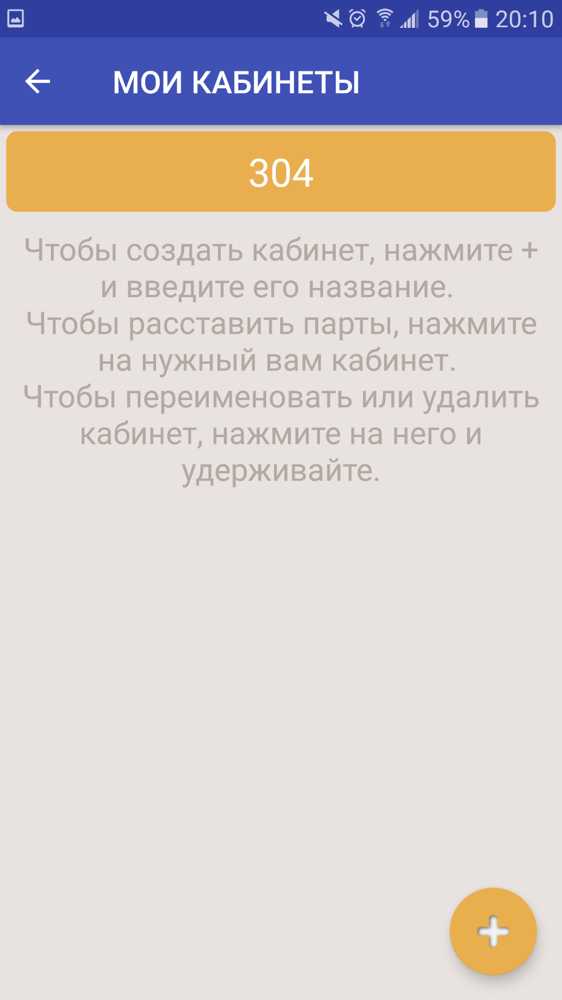 59% 20:10
МОИ КАБИНЕТЫ
304
Чтобы создать кабинет, нажмите +
и введите его название.
Чтобы расставить парты, нажмите
на нужный вам кабинет.
Чтобы переименовать или удалить
кабинет, нажмите на него и
удерживайте.